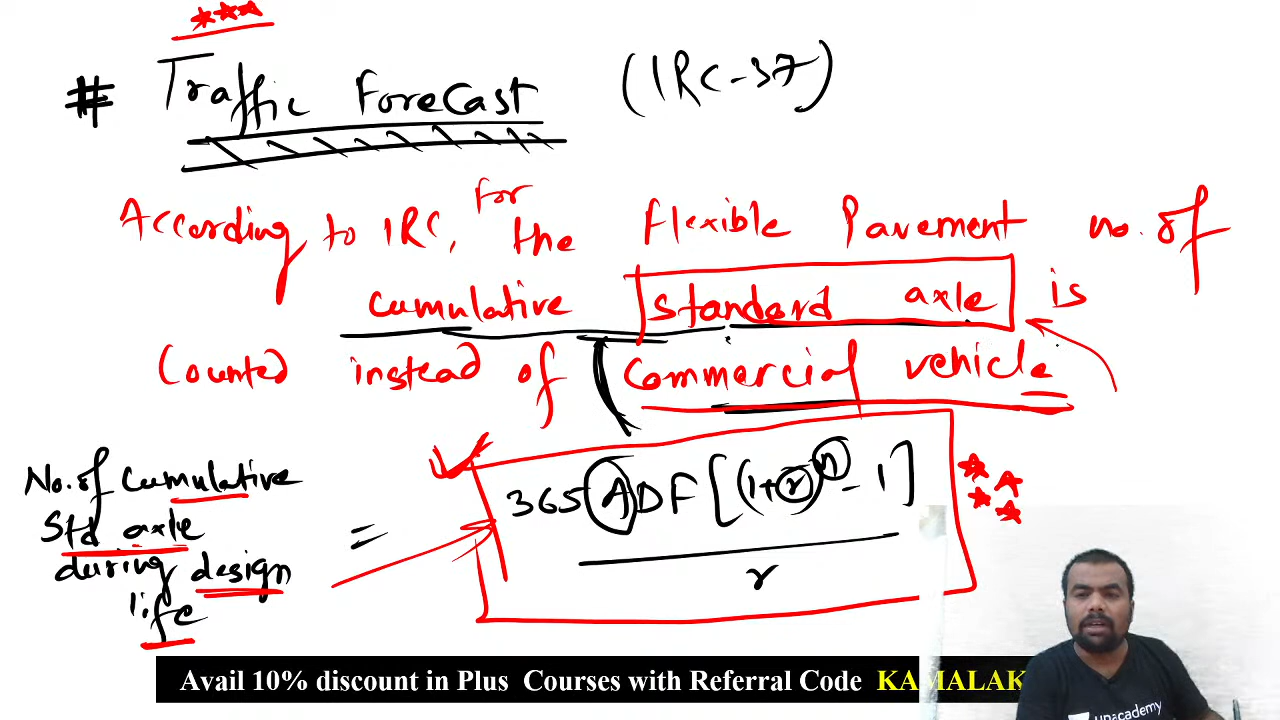 # Traffic Forecast (IRC-37)
According to IRC, for the flexible Pavement no. of
cumulative standard axle is
Counted instead of commercial vehicle
No. of cumulative
Std axle
during design
life
= 365 A D F [(1+r)^n - 1]
r
Avail 10% discount in Plus Courses with Referral Code KAMALAK
unacademy